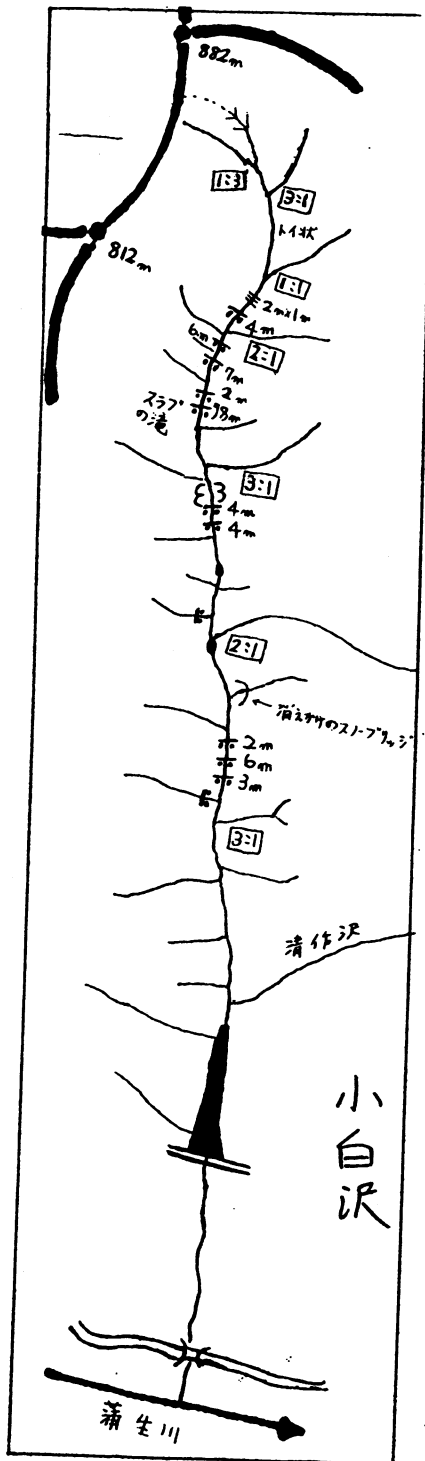 882m
1:3
3:1
トイ状
812m
1:1
2m×1m
4m
6m
2:1
7m
2m
スラブの滝
3:1
4m
4m
2:1
消えかけのスノーブリッジ
2m
6m
3m
3:1
清作沢
小白沢
蒲生川